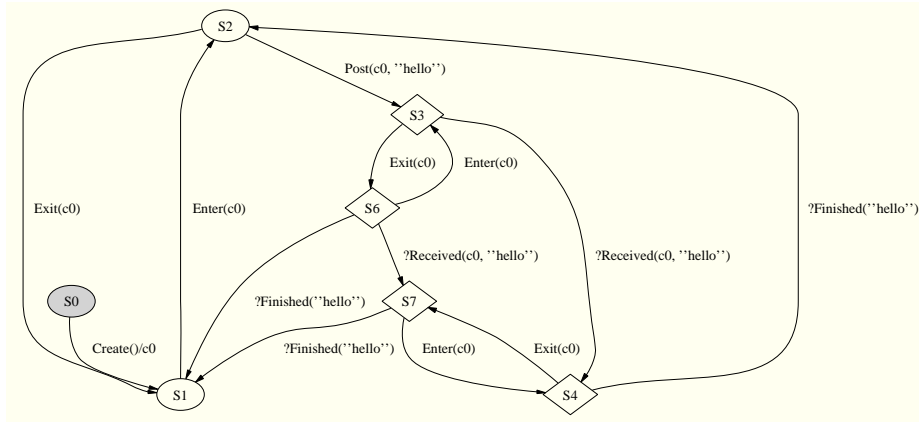 S2
Post(c0, ’’hello’’)
S3
Exit(c0)
Enter(c0)
Exit(c0)
Enter(c0)
S6
?Finished(’’hello’’)
?Received(c0, ’’hello’’)
?Received(c0, ’’hello’’)
S0
?Finished(’’hello’’)
S7
Create()/c0
?Finished(’’hello’’)
Enter(c0)
Exit(c0)
S1
S4